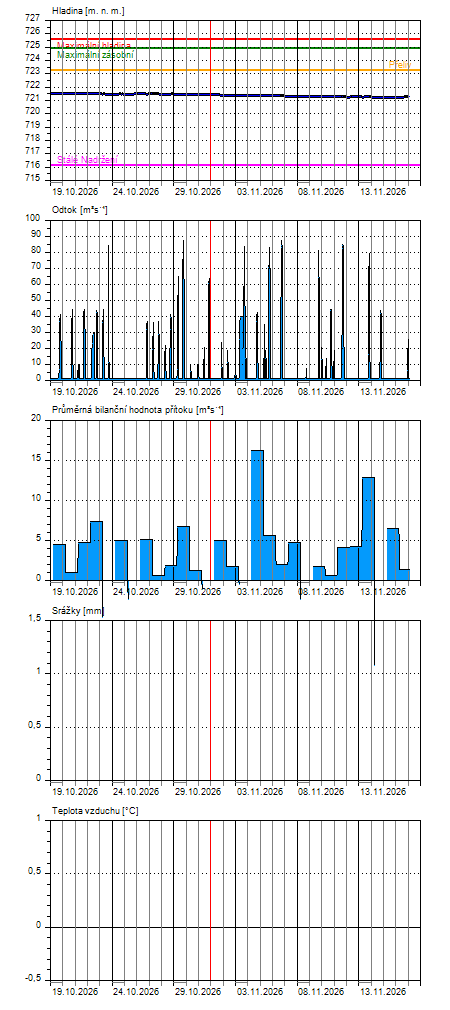 Hladina [m. n. m.]
727
726
725
724
723
722
721
720
719
718
717
716
715
Maximální hladina
Maximální zásobní
Přeliv
Stálé Nadržení
19.10.2026 24.10.2026 29.10.2026 03.11.2026 08.11.2026 13.11.2026
Odtok [m³s⁻¹]
100
90
80
70
60
50
40
30
20
10
0
19.10.2026 24.10.2026 29.10.2026 03.11.2026 08.11.2026 13.11.2026
Průměrná bilanční hodnota přítoku [m³s⁻¹]
20
15
10
5
0
19.10.2026 24.10.2026 29.10.2026 03.11.2026 08.11.2026 13.11.2026
Srážky [mm]
1,5
1
0,5
0
19.10.2026 24.10.2026 29.10.2026 03.11.2026 08.11.2026 13.11.2026
Teplota vzduchu [°C]
1
0,5
0
-0,5
19.10.2026 24.10.2026 29.10.2026 03.11.2026 08.11.2026 13.11.2026